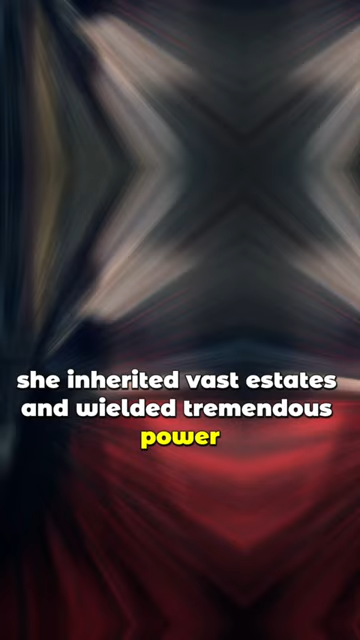 she inherited vast estates
and wielded tremendous
power